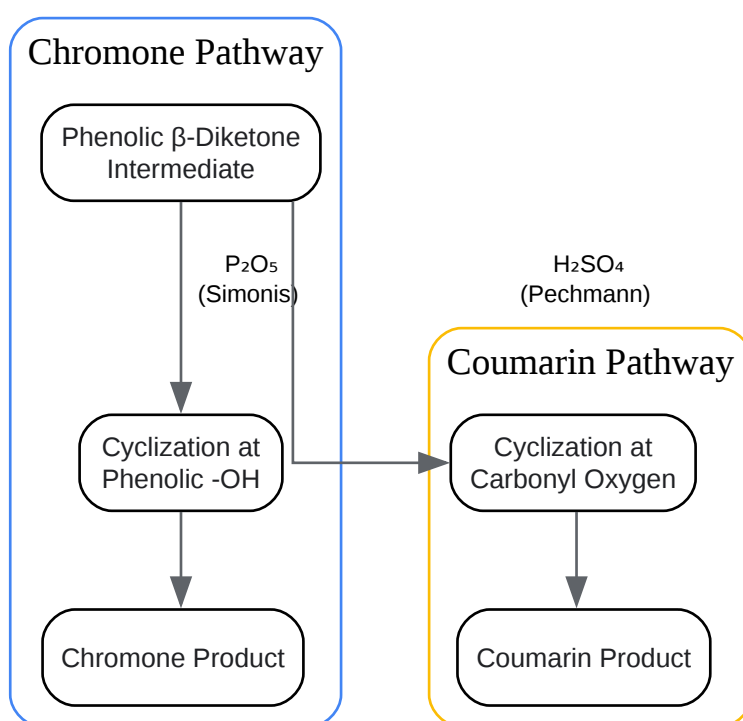 Chromone Pathway
Phenolic β-Diketone
Intermediate
P₂O₅
(Simonis)
H₂SO₄
(Pechmann)
Coumarin Pathway
Cyclization at
Phenolic -OH
Cyclization at
Carbonyl Oxygen
Chromone Product
Coumarin Product